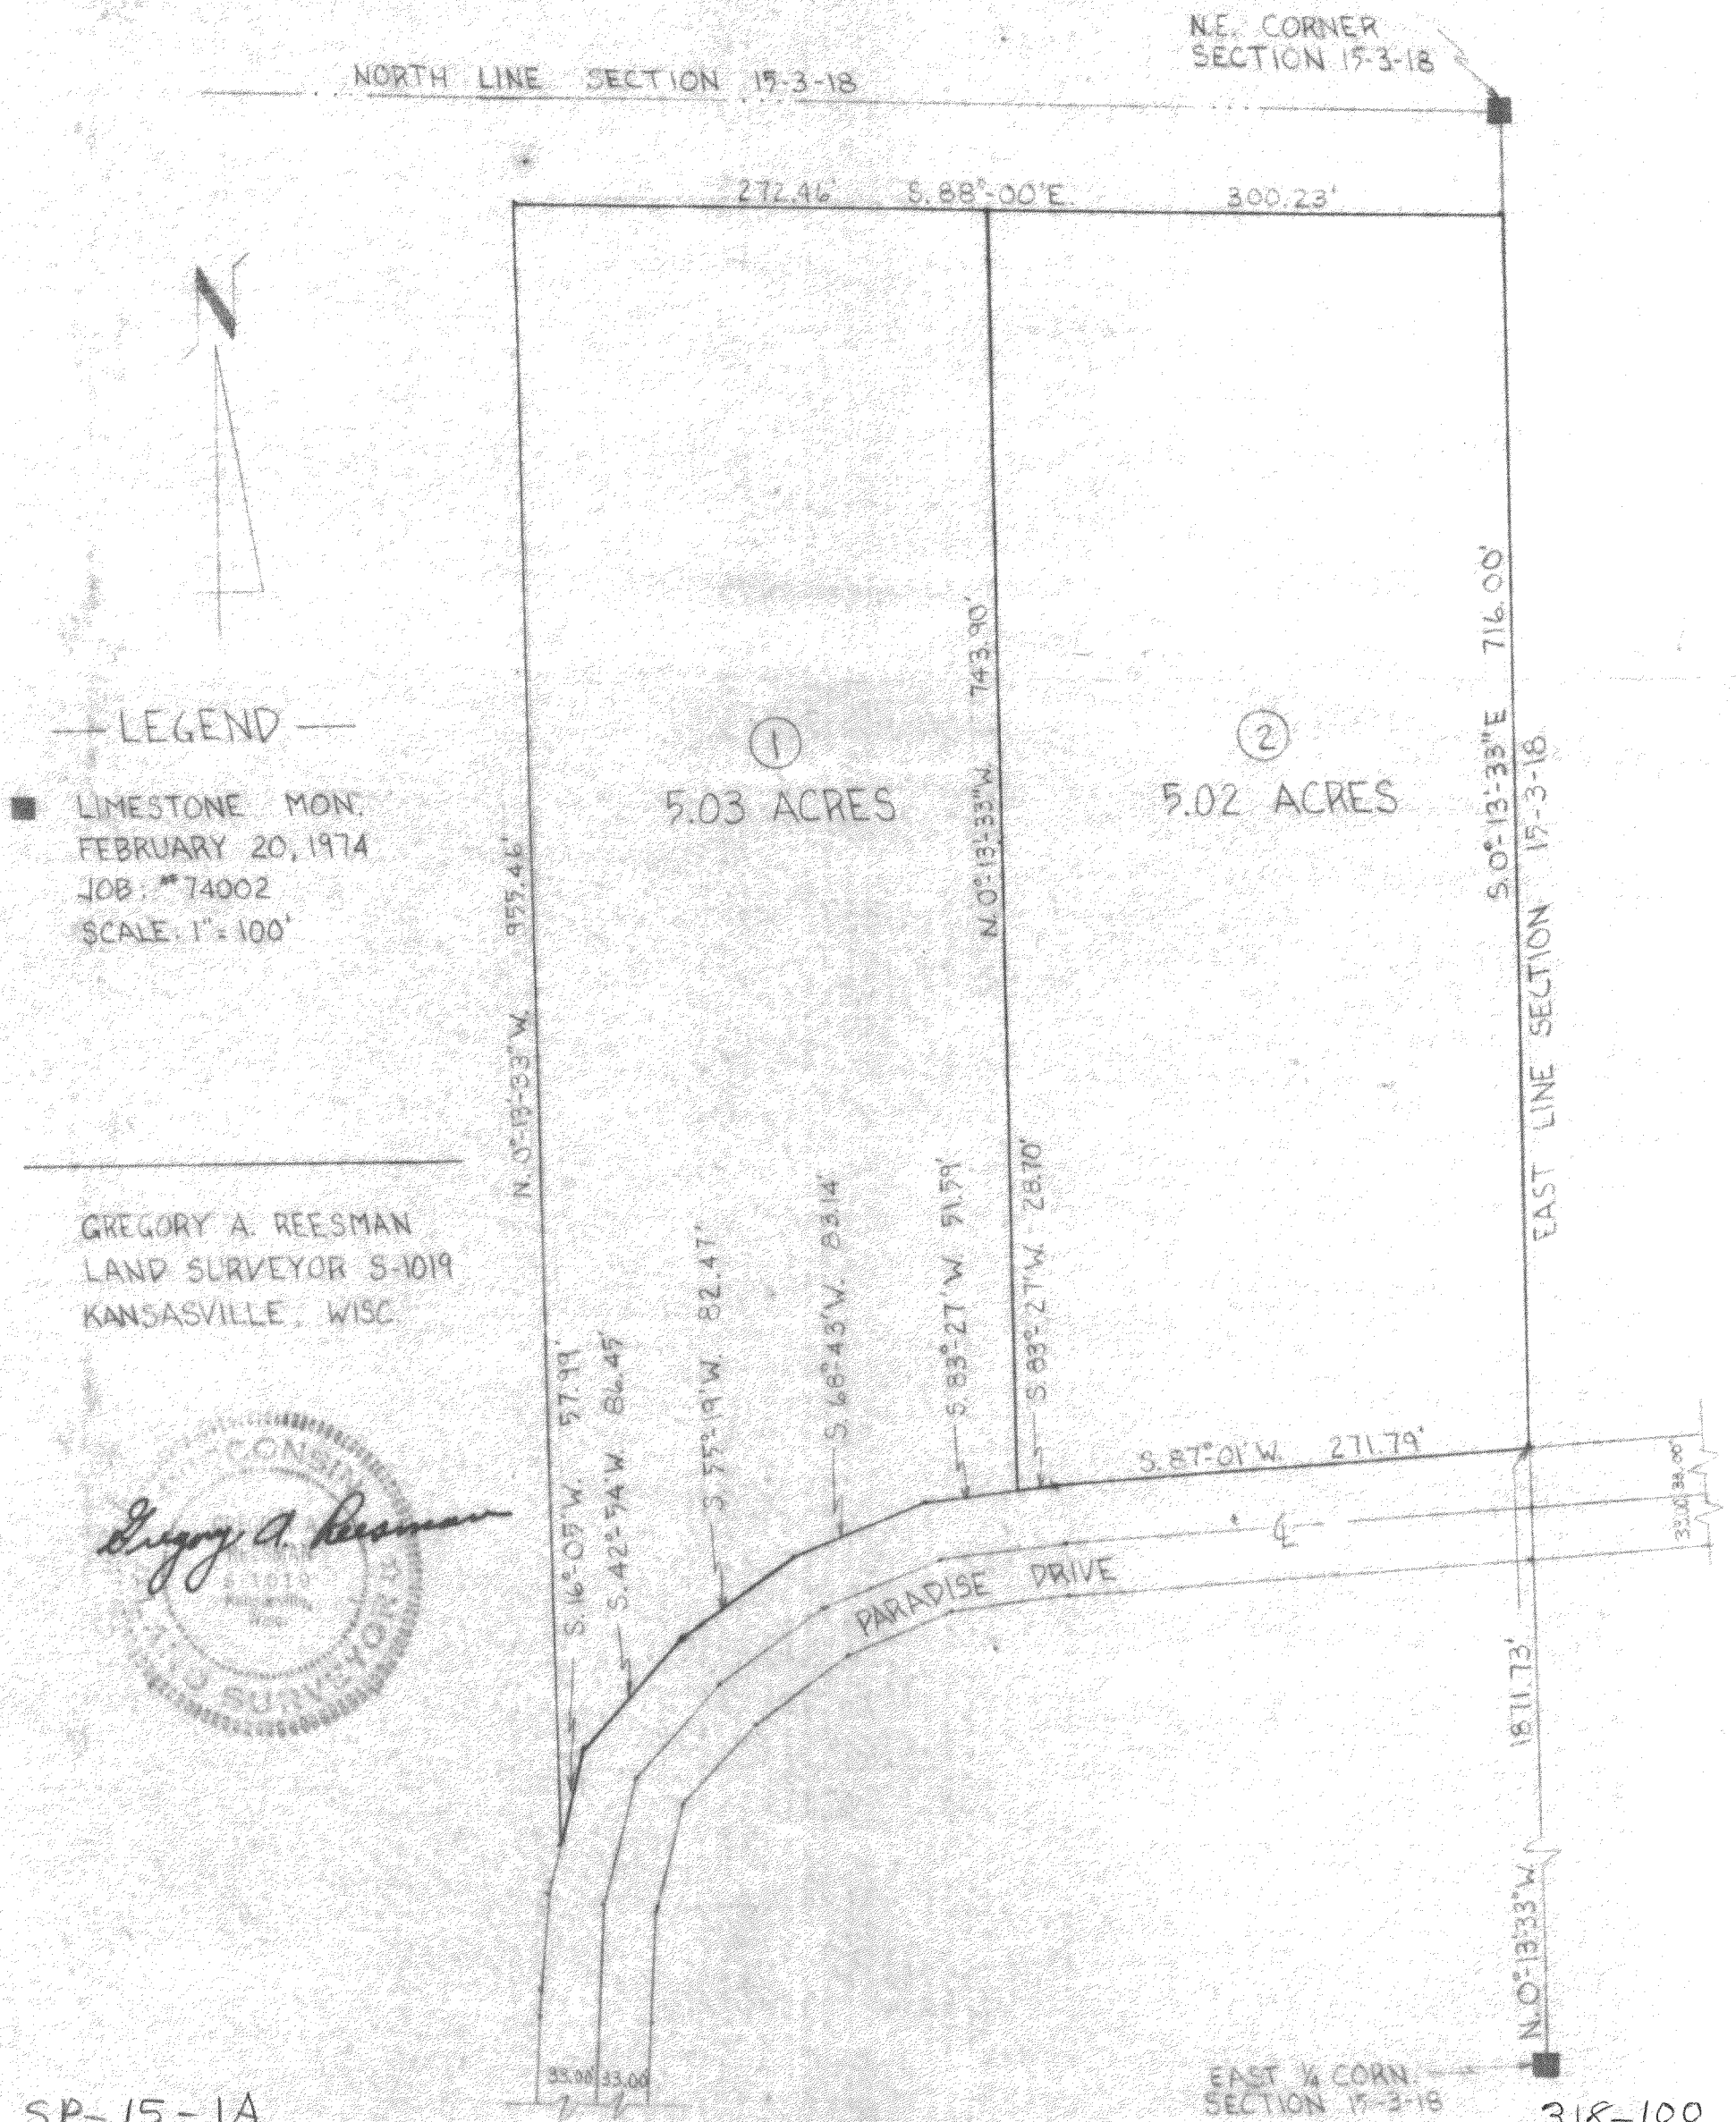 N.E. CORNER
SECTION 15-3-18
NORTH LINE SECTION 15-3-18
272.46' S. 88°-00'E. 300.23'
N
LEGEND
LIMESTONE MON.
FEBRUARY 20, 1974
JOB: #74002
SCALE: 1" = 100'
GREGORY A. REESMAN
LAND SURVEYOR S-1019
KANSASVILLE, WISC.
Gregory A. Reesman
CONSIN
S-1019
SURVEYOR
1
5.03 ACRES
2
5.02 ACRES
N. 0°-13'-33" W. 955.46'
N. 0°-13'-33" W. 743.90'
S. 0°-13'-33" E 716.00'
EAST LINE SECTION 15-3-18
S. 16°-05' W. 57.99'
S. 42°-54' W. 86.45'
S. 55°-19' W. 82.47'
S. 68°-43' W. 83.14'
S. 83°-27' W. 51.59'
S. 83°-27' W. 28.70'
S. 87°-01' W. 271.79'
33.00' 33.00'
℄
PARADISE DRIVE
1811.73'
N. 0°-13'-33" W.
33.00' 33.00
EAST ¼ CORN.
SECTION 15-3-18
SP-15-1A
318-100